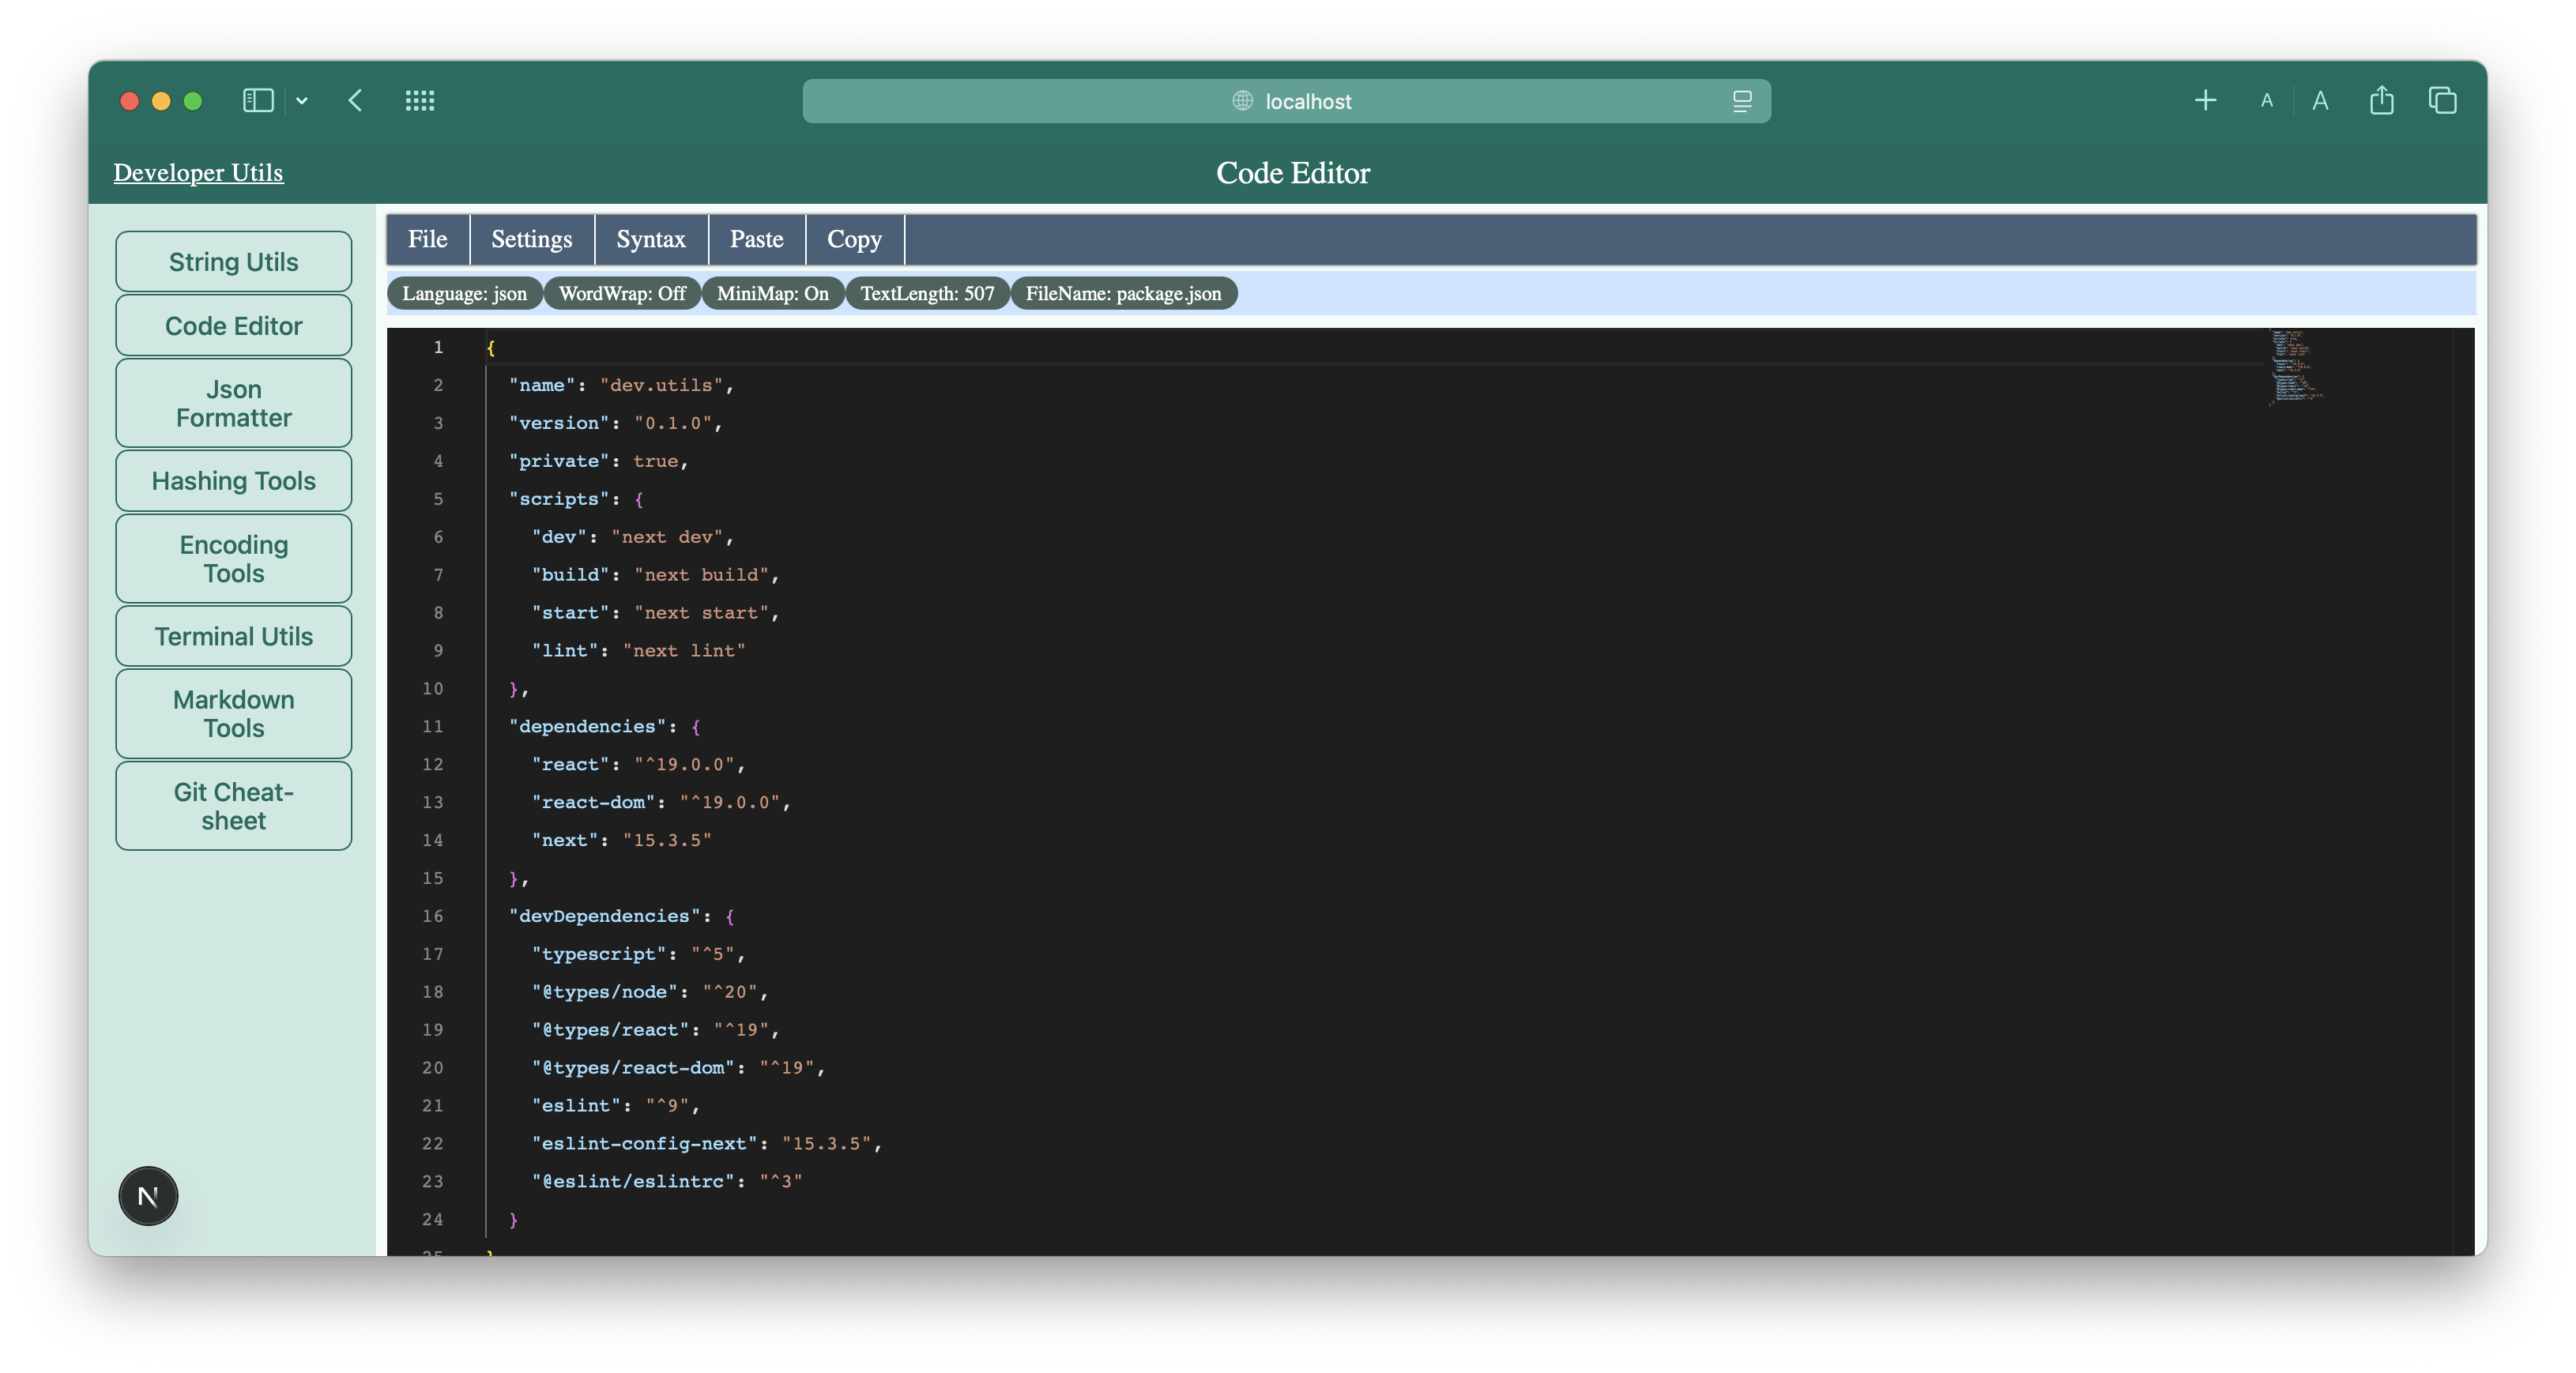 localhost
A A
Developer Utils
Code Editor
String Utils
Code Editor
Json
Formatter
Hashing Tools
Encoding
Tools
Terminal Utils
Markdown
Tools
Git Cheat-
sheet
N
File Settings Syntax Paste Copy
Language: json WordWrap: Off MiniMap: On TextLength: 507 FileName: package.json
1 {
2 "name": "dev.utils",
3 "version": "0.1.0",
4 "private": true,
5 "scripts": {
6 "dev": "next dev",
7 "build": "next build",
8 "start": "next start",
9 "lint": "next lint"
10 },
11 "dependencies": {
12 "react": "^19.0.0",
13 "react-dom": "^19.0.0",
14 "next": "15.3.5"
15 },
16 "devDependencies": {
17 "typescript": "^5",
18 "@types/node": "^20",
19 "@types/react": "^19",
20 "@types/react-dom": "^19",
21 "eslint": "^9",
22 "eslint-config-next": "15.3.5",
23 "@eslint/eslintrc": "^3"
24 }
25 }